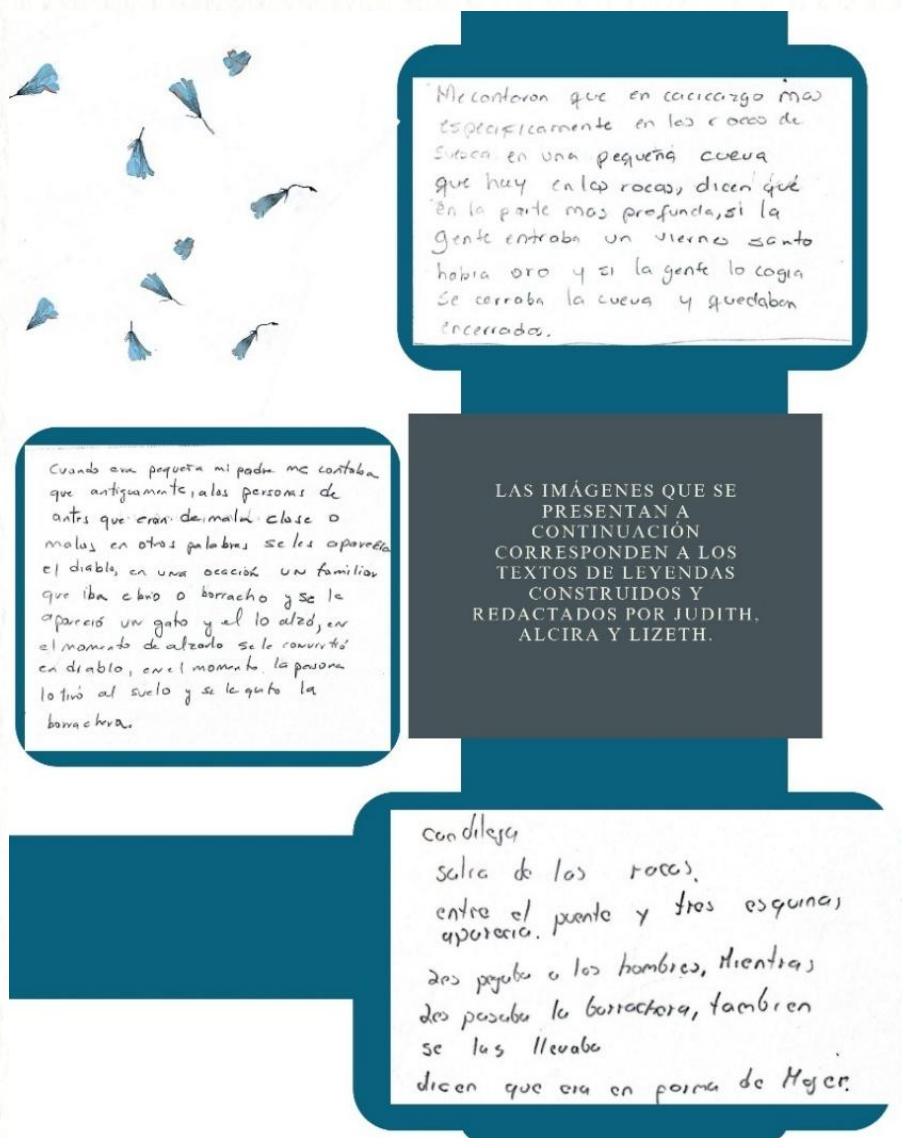 Me contaron que en cacicazgo mas
especificamente en las rocas de
Suesca en una pequeña cueva
que hay en las rocas, dicen qué
en la parte mas profunda, si la
gente entraba un viernes santo
habia oro y si la gente lo cogia
se cerraba la cueva y quedaban
encerrados.
Cuando era pequeña mi padre me contaba
que antiguamente, a las personas de
antes que eran de mala clase o
malas en otras palabras se les aparecia
el diablo, en una ocación un familiar
que iba ebrio o borracho y se le
apareció un gato y el lo alzó, en
el momento de alzarlo se le convirtió
en diablo, en el momento la persona
lo tiró al suelo y se le quito la
borrachera.
LAS IMÁGENES QUE SE
PRESENTAN A
CONTINUACIÓN
CORRESPONDEN A LOS
TEXTOS DE LEYENDAS
CONSTRUIDOS Y
REDACTADOS POR JUDITH,
ALCIRA Y LIZETH.
candileja
salia de las rocas.
entre el puente y tres esquinas
aparecia.
les pegaba a los hombres, Mientras
les pasaba la borrachera, tambien
se las llevaba
dicen que era en forma de Mujer.